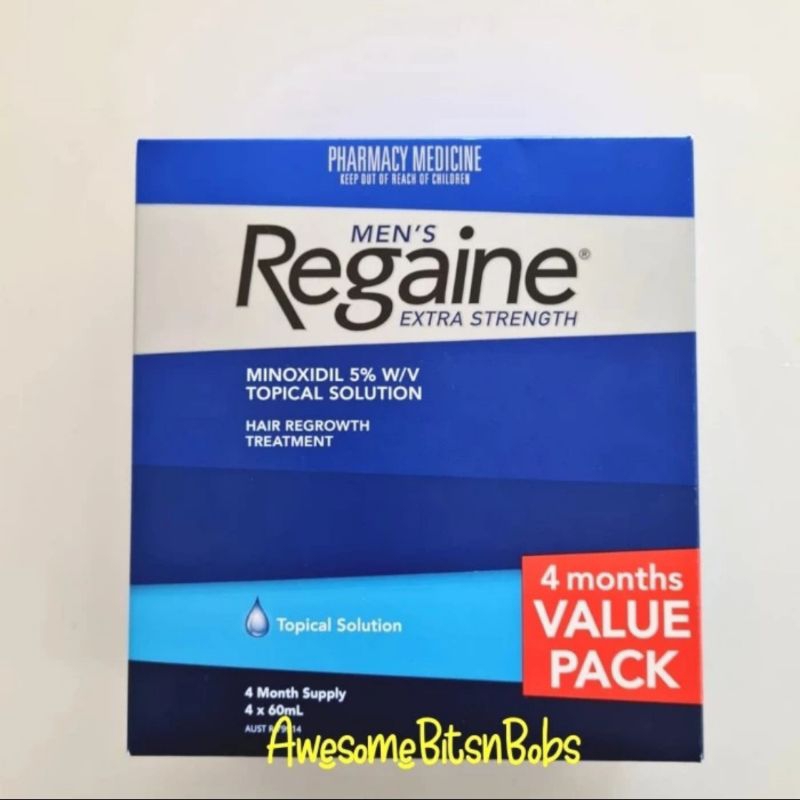 PHARMACY MEDICINE
KEEP OUT OF REACH OF CHILDREN
MEN'S
Regaine®
EXTRA STRENGTH
MINOXIDIL 5% W/V
TOPICAL SOLUTION
HAIR REGROWTH
TREATMENT
4 months
VALUE
PACK
Topical Solution
4 Month Supply
4 x 60mL
AUST R
AwesomeBitsnBobs